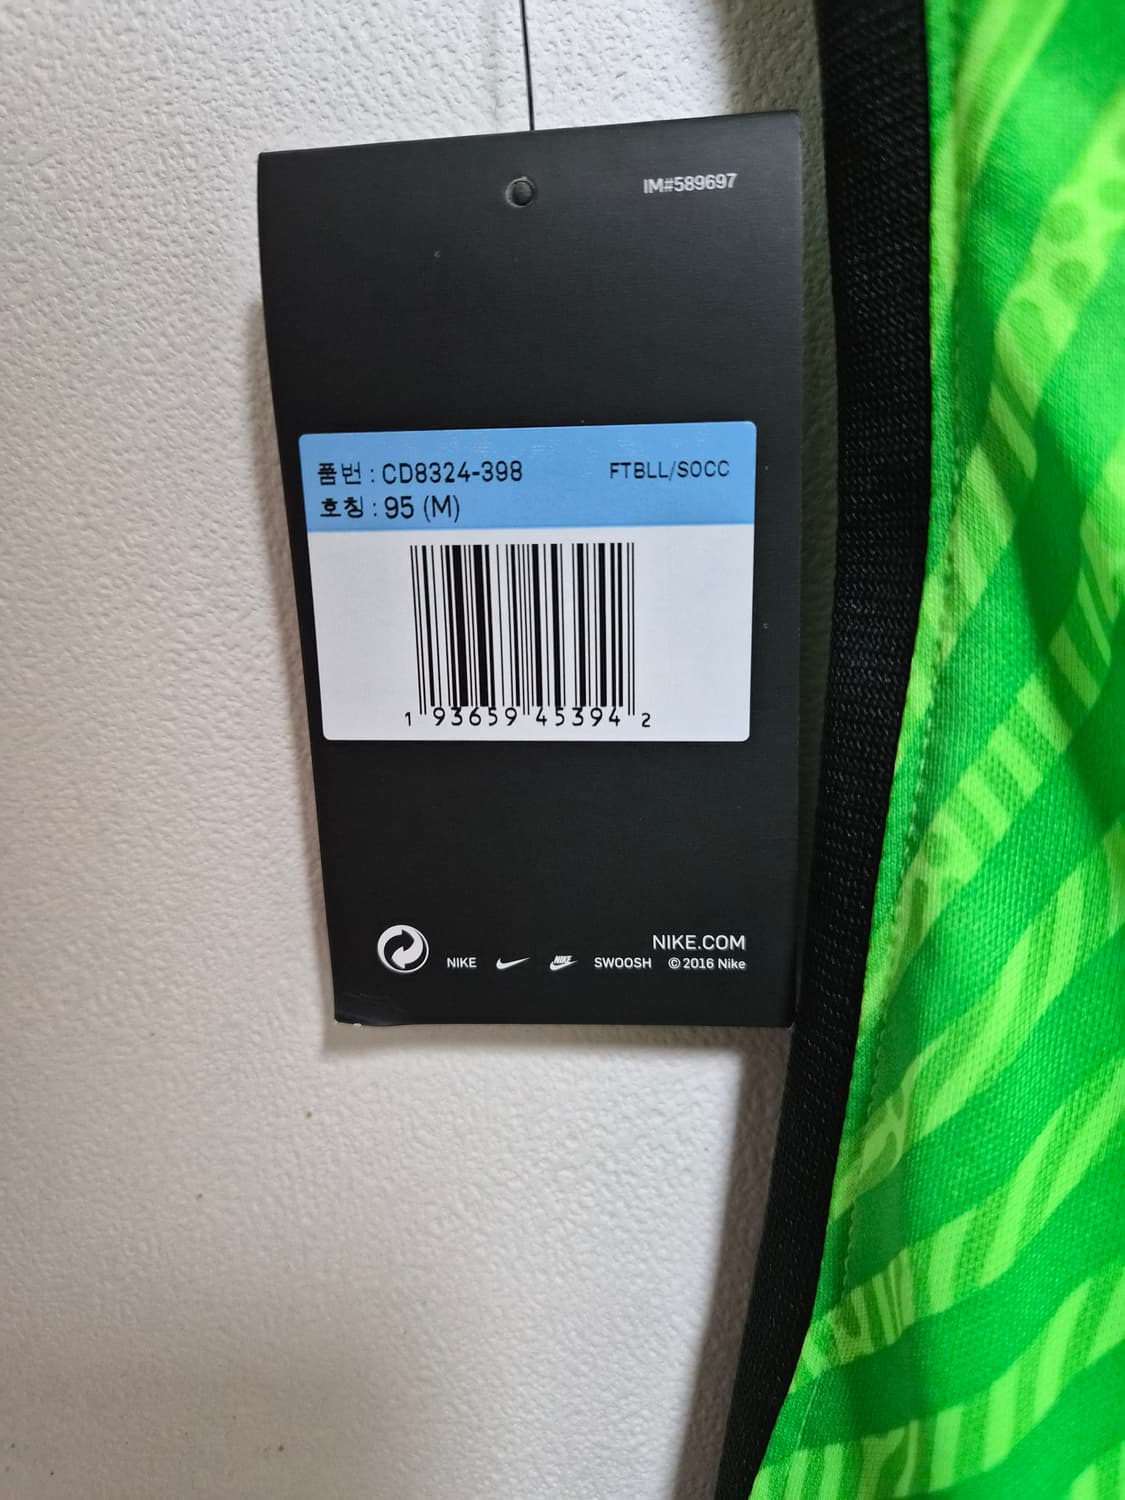 IM#589697
품번 : CD8324-398 FTBLL/SOCC
호칭 : 95 (M)
1 93659 45394 2
NIKE.COM
NIKE NIKE SWOOSH © 2016 Nike